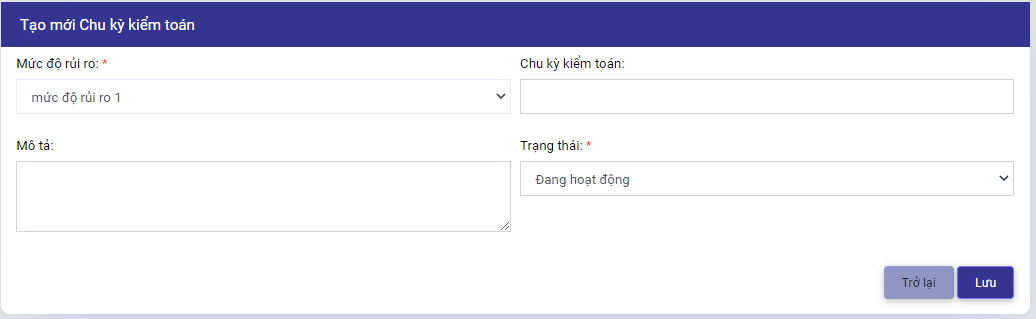 Tạo mới Chu kỳ kiểm toán
Mức độ rủi ro: *
Chu kỳ kiểm toán:
mức độ rủi ro 1
Mô tả:
Trạng thái: *
Đang hoạt động
Trở lại
Lưu